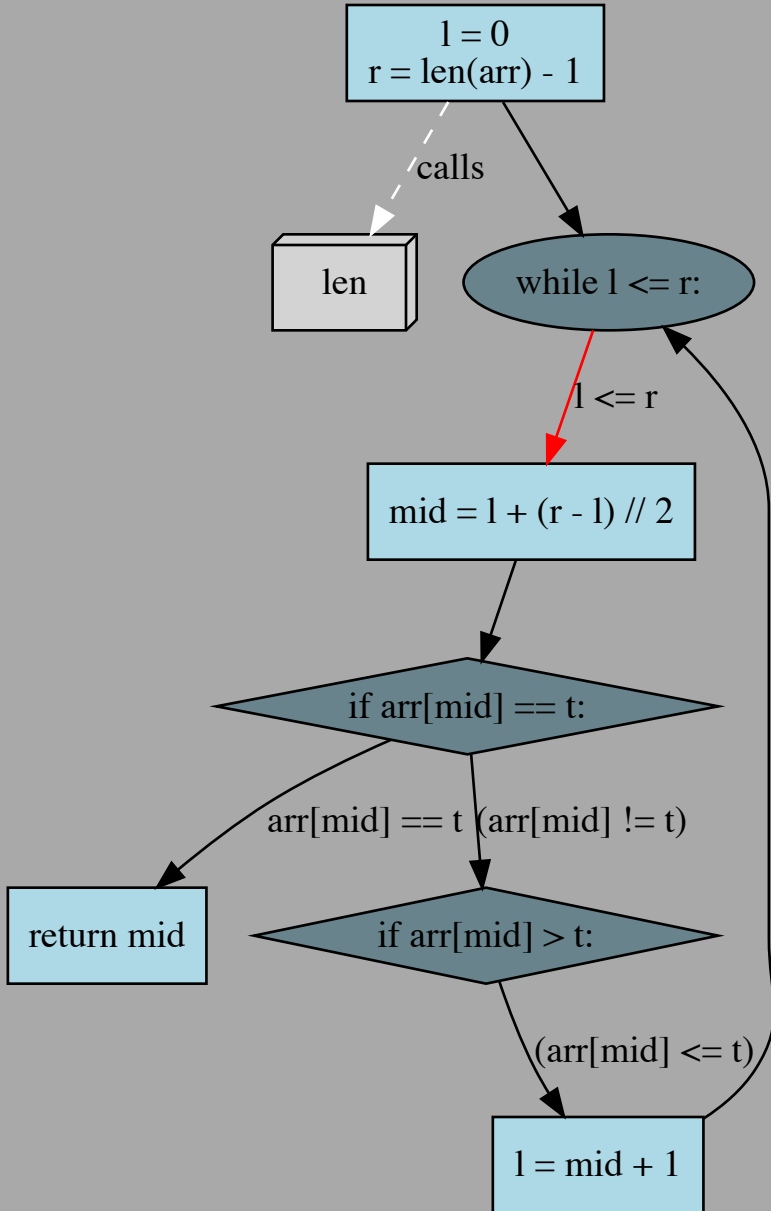 l = 0
r = len(arr) - 1
calls
len
while l <= r:
l <= r
mid = l + (r - l) // 2
if arr[mid] == t:
arr[mid] == t
(arr[mid] != t)
return mid
if arr[mid] > t:
(arr[mid] <= t)
l = mid + 1